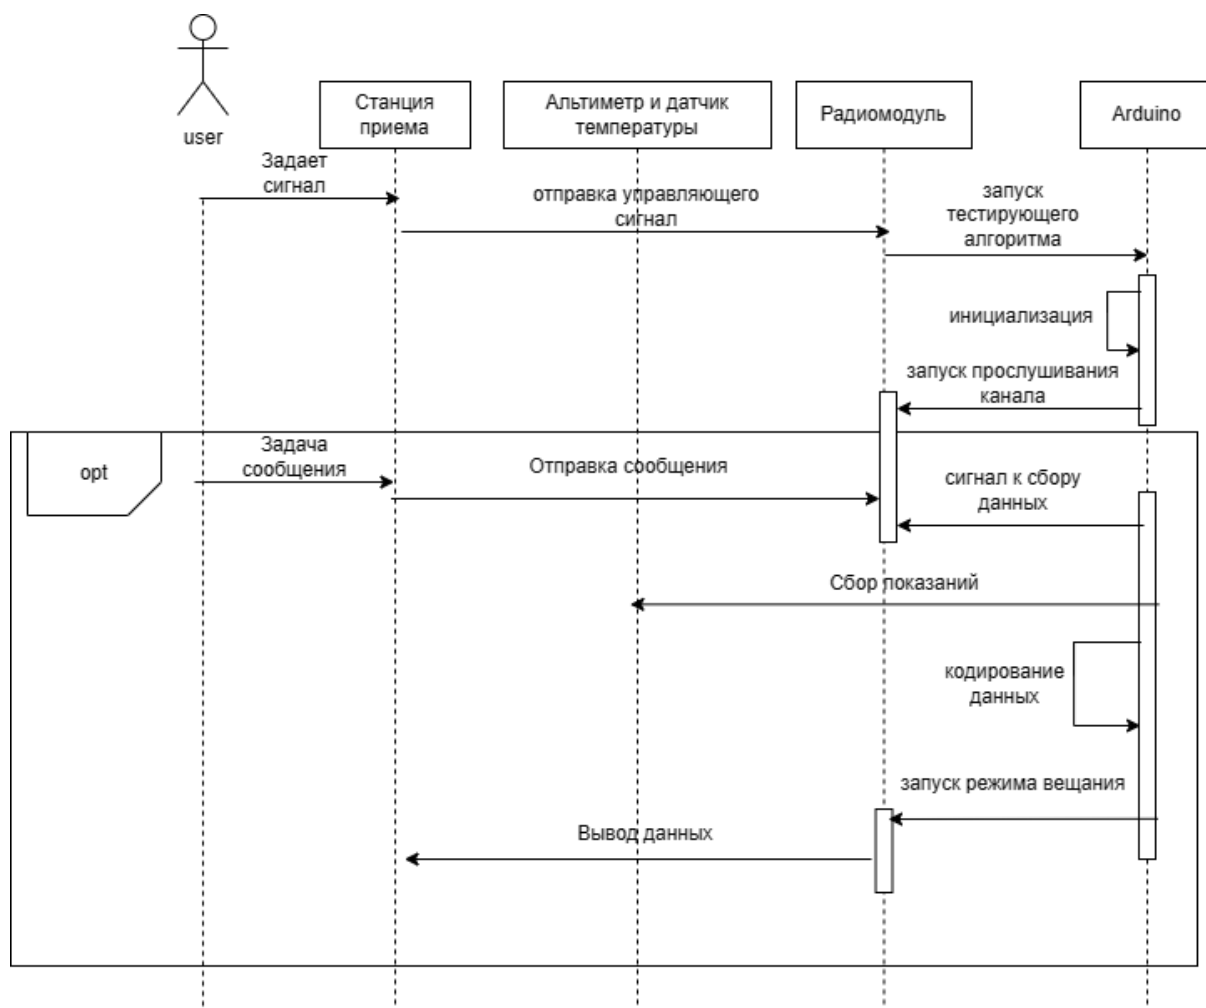 user
Станция
приема
Альтиметр и датчик
температуры
Радиомодуль
Arduino
Задает
сигнал
отправка управляющего
сигнал
запуск
тестирующего
алгоритма
инициализация
запуск прослушивания
канала
opt
Задача
сообщения
Отправка сообщения
сигнал к сбору
данных
Сбор показаний
кодирование
данных
запуск режима вещания
Вывод данных